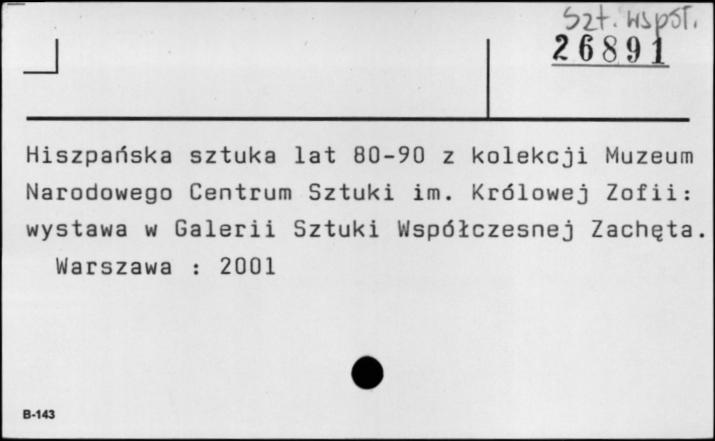 Szt. współ.
26891
Hiszpańska sztuka lat 80-90 z kolekcji Muzeum
Narodowego Centrum Sztuki im. Królowej Zofii:
wystawa w Galerii Sztuki Współczesnej Zachęta.
Warszawa : 2001
B-143